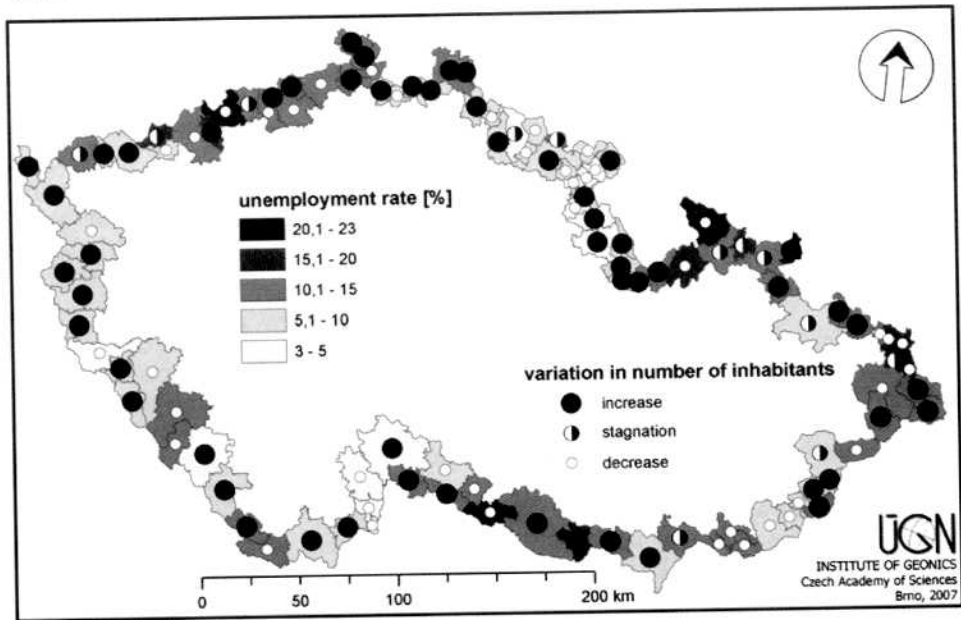 unemployment rate [%]
20,1 - 23
15,1 - 20
10,1 - 15
5,1 - 10
3 - 5
variation in number of inhabitants
increase
stagnation
decrease
0 50 100 200 km
ŪGN
INSTITUTE OF GEONICS
Czech Academy of Sciences
Brno, 2007